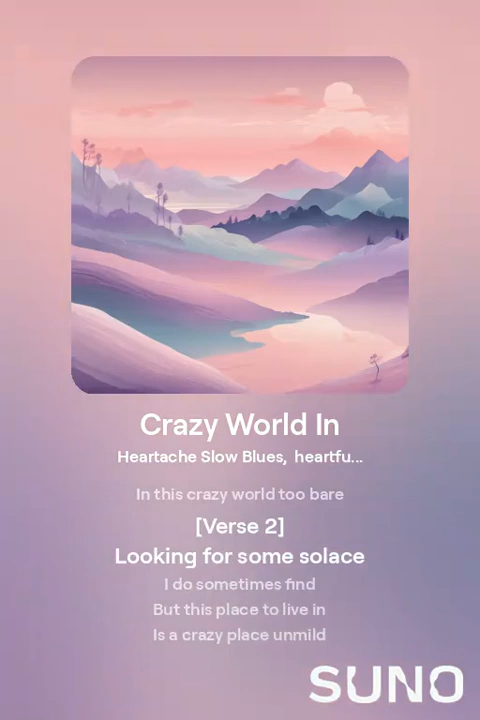 Crazy World In
Heartache Slow Blues, heartfu...
In this crazy world too bare
[Verse 2]
Looking for some solace
I do sometimes find
But this place to live in
Is a crazy place unmild
SUNO